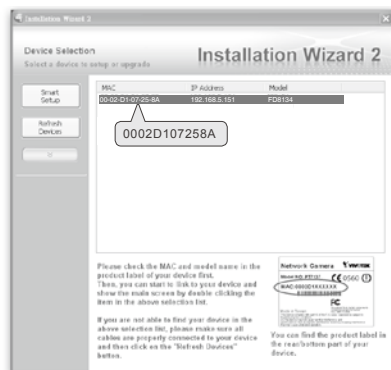 Installation Wizard 2
Device Selection
Select a device to setup or upgrade
Installation Wizard 2
Smart
Setup
Refresh
Devices
MAC IP Address Model
00-02-D1-07-25-8A 192.168.5.151 FD8134
0002D107258A
Please check the MAC and model name in the
product label of your device first.
Then, you can start to link to your device and
show the main screen by double clicking the
item in the above selection list.
If you are not able to find your device in the
above selection list, please make sure all
cables are properly connected to your device
and then click on the "Refresh Devices"
button.
Network Camera VIVOTEK
0560
MAC:0002D1XXXXXX
FC
You can find the product label in
the rear/bottom part of your
device.